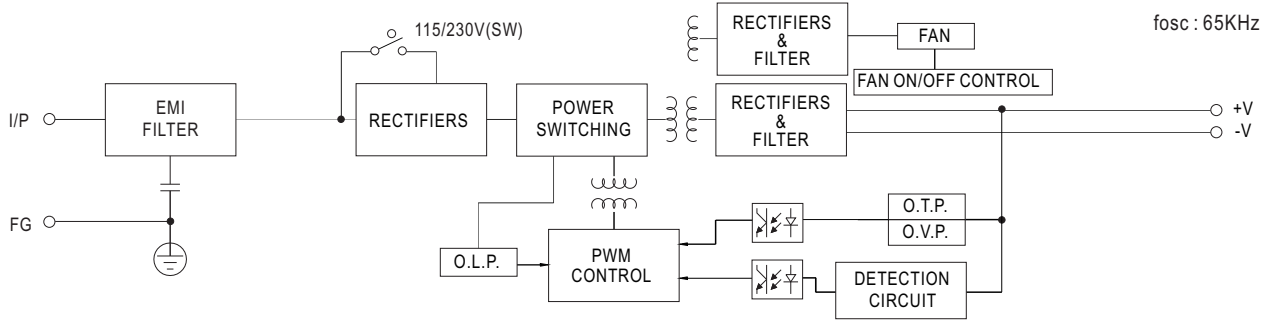 115/230V(SW)
RECTIFIERS
&
FILTER
FAN
FAN ON/OFF CONTROL
fosc : 65KHz
I/P
EMI
FILTER
RECTIFIERS
POWER
SWITCHING
RECTIFIERS
&
FILTER
+V
-V
FG
O.L.P.
PWM
CONTROL
O.T.P.
O.V.P.
DETECTION
CIRCUIT